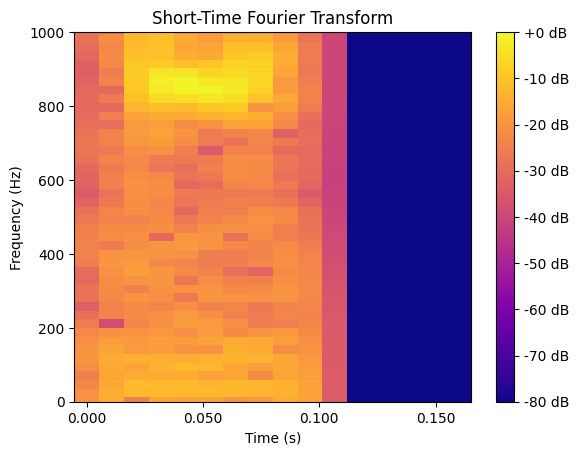 Short-Time Fourier Transform
1000
800
600
400
200
0
Frequency (Hz)
0.000
0.050
0.100
0.150
Time (s)
+0 dB
-10 dB
-20 dB
-30 dB
-40 dB
-50 dB
-60 dB
-70 dB
-80 dB